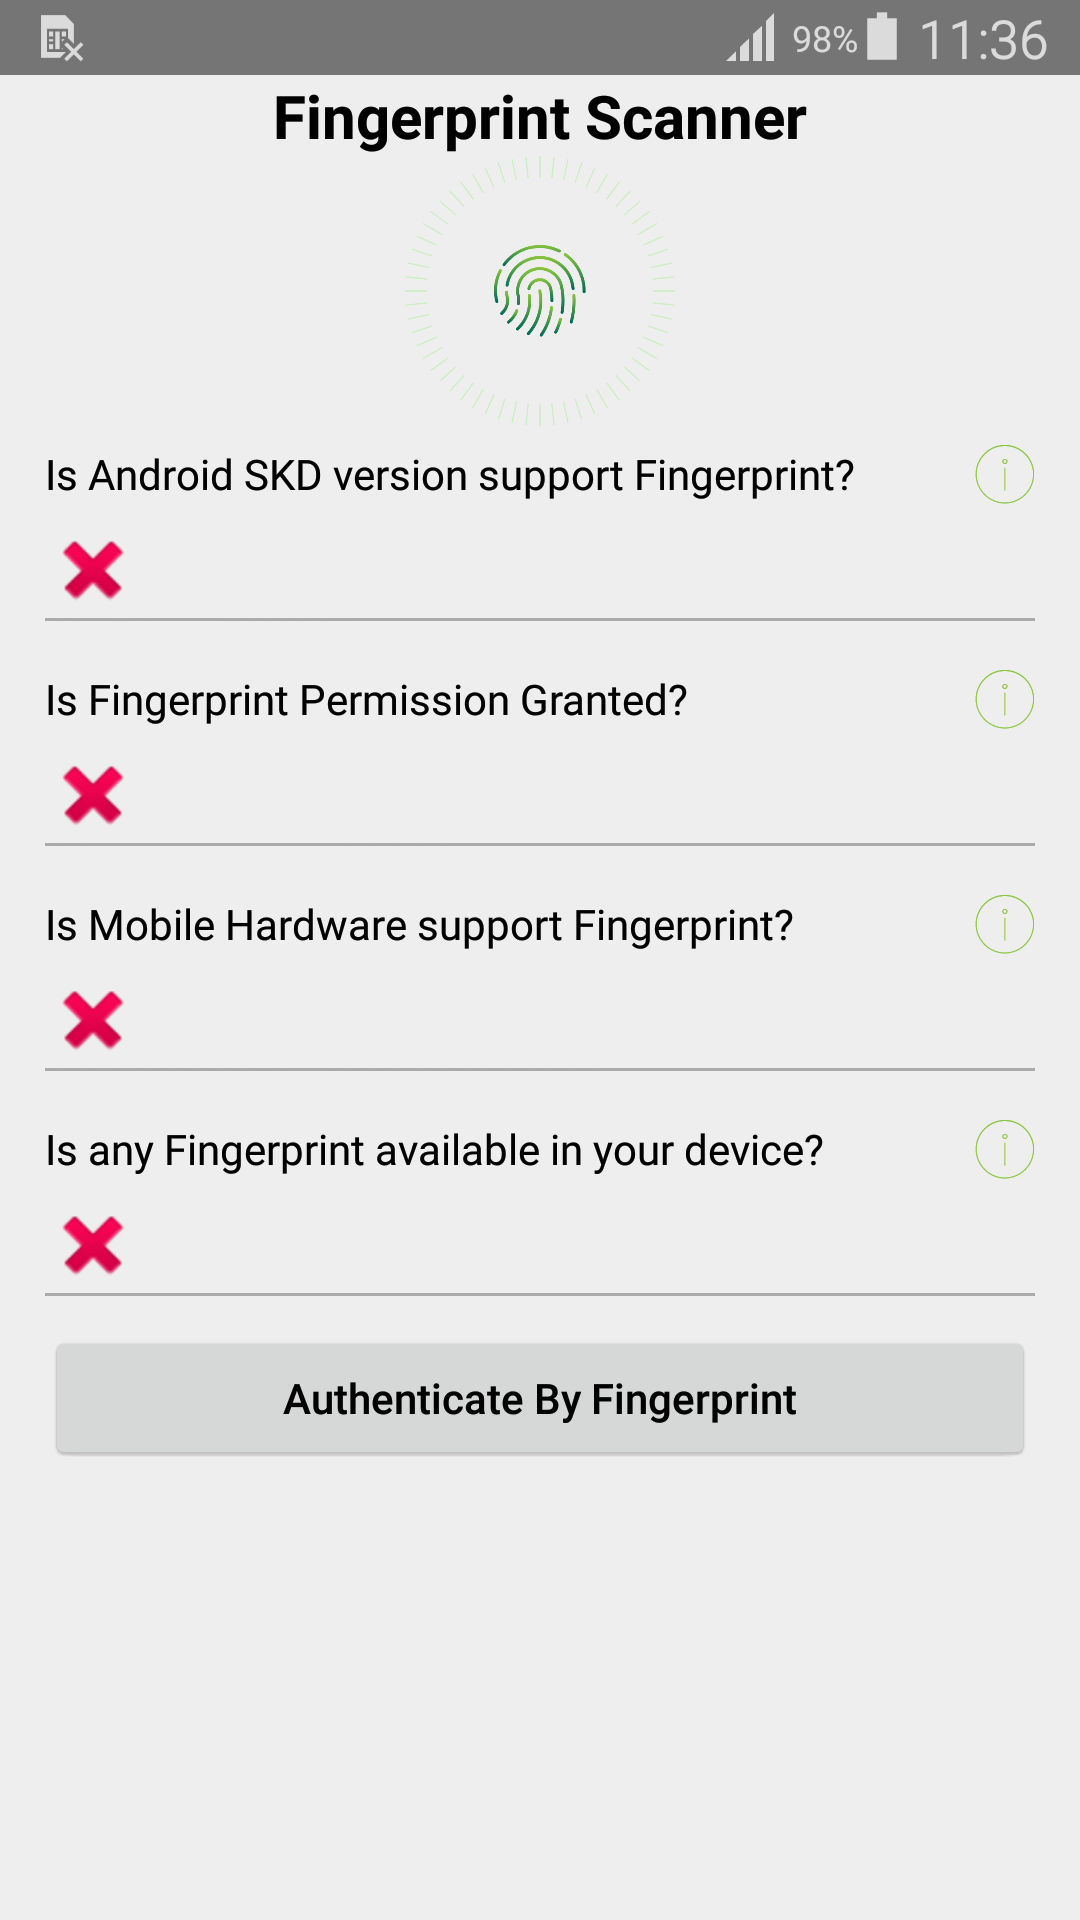 98% 11:36
Fingerprint Scanner
Is Android SKD version support Fingerprint?
Is Fingerprint Permission Granted?
Is Mobile Hardware support Fingerprint?
Is any Fingerprint available in your device?
Authenticate By Fingerprint